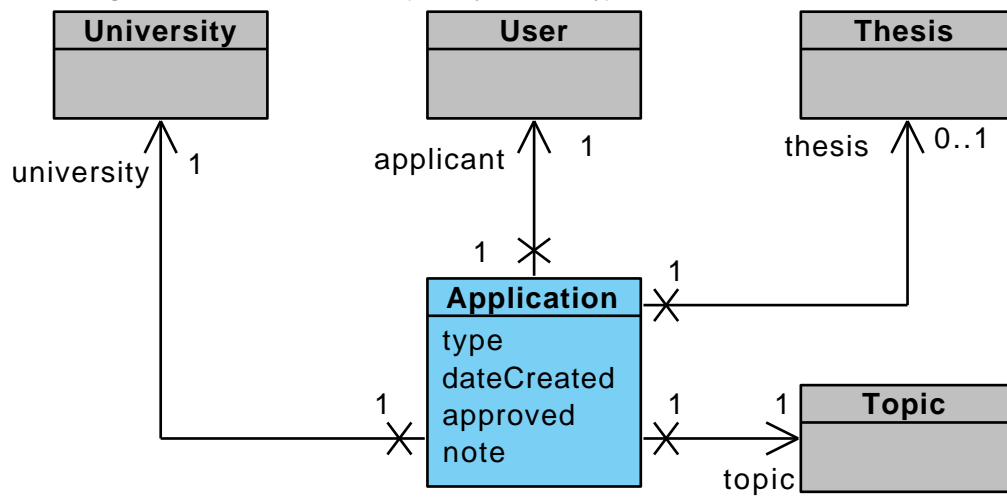 University
User
Thesis
university
1
applicant
1
thesis
0..1
1
1
Application
type
dateCreated
approved
note
1
1
1
Topic
topic